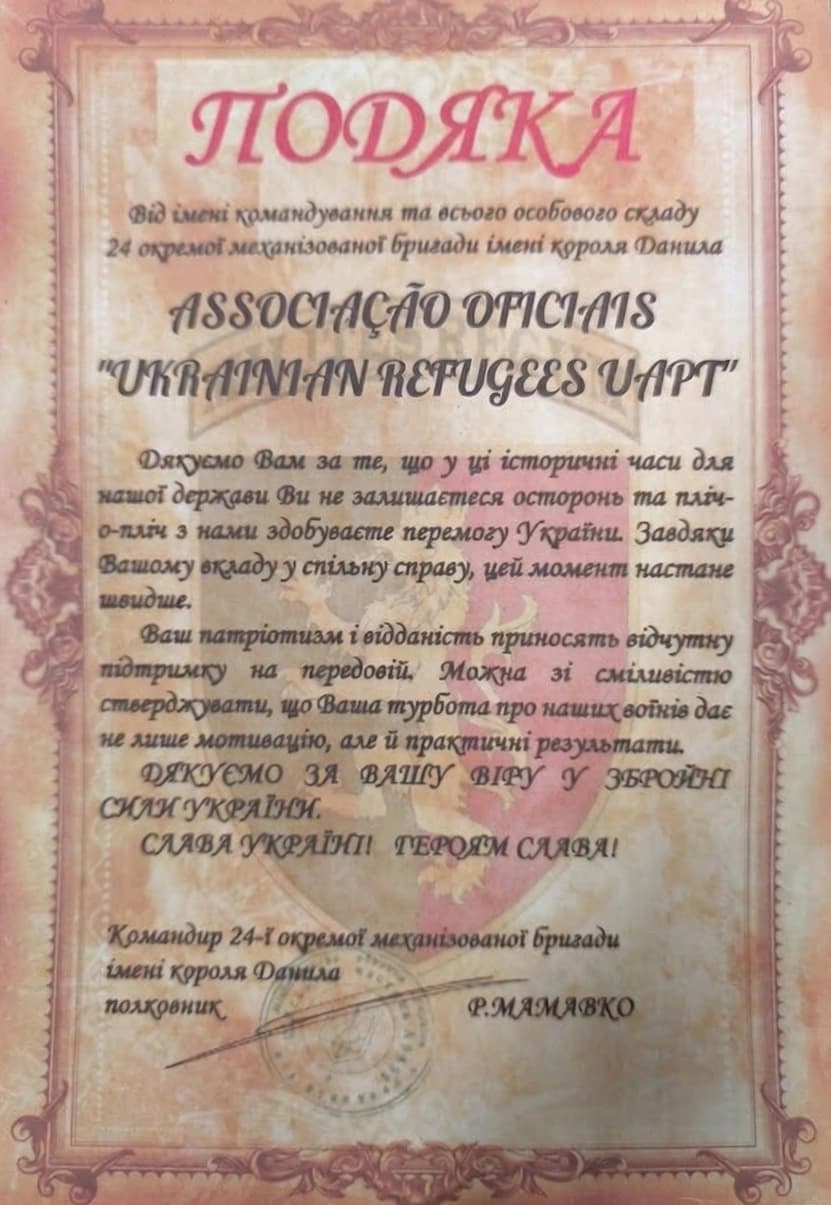 ПОДЯКА
Від імені командування та всього особового складу
24 окремої механізованої бригади імені короля Данила
ASSOCIAÇÃO OFICIAIS
"UKRAINIAN REFUGEES UAPT"
Дякуємо Вам за те, що у ці історичні часи для
нашої держави Ви не залишаєтеся осторонь та пліч-
о-пліч з нами здобуваєте перемогу України. Завдяки
Вашому вкладу у спільну справу, цей момент настане
швидше.
Ваш патріотизм і відданість приносять відчутну
підтримку на передовій. Можна зі сміливістю
стверджувати, що Ваша турбота про наших воїнів дає
не лише мотивацію, але й практичні результати.
ДЯКУЄМО ЗА ВАШУ ВІРУ У ЗБРОЙНІ
СИЛИ УКРАЇНИ.
СЛАВА УКРАЇНІ! ГЕРОЯМ СЛАВА!
Командир 24-ї окремої механізованої бригади
імені короля Данила
полковник Р.МАМАВКО